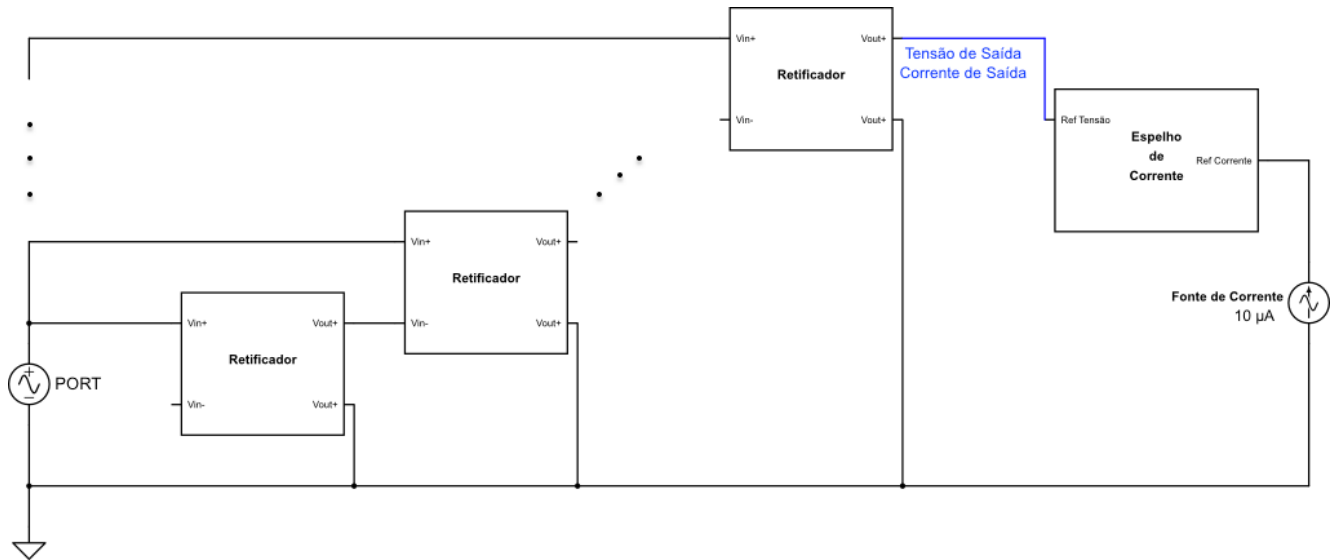 Vin+
Vout+
Retificador
Vin-
Vout+
Tensão de Saída
Corrente de Saída
Ref Tensão
Espelho
de
Corrente
Ref Corrente
Vin+
Vout+
Retificador
Vin-
Vout+
Fonte de Corrente
10 µA
Vin+
Vout+
Retificador
Vin-
Vout+
PORT